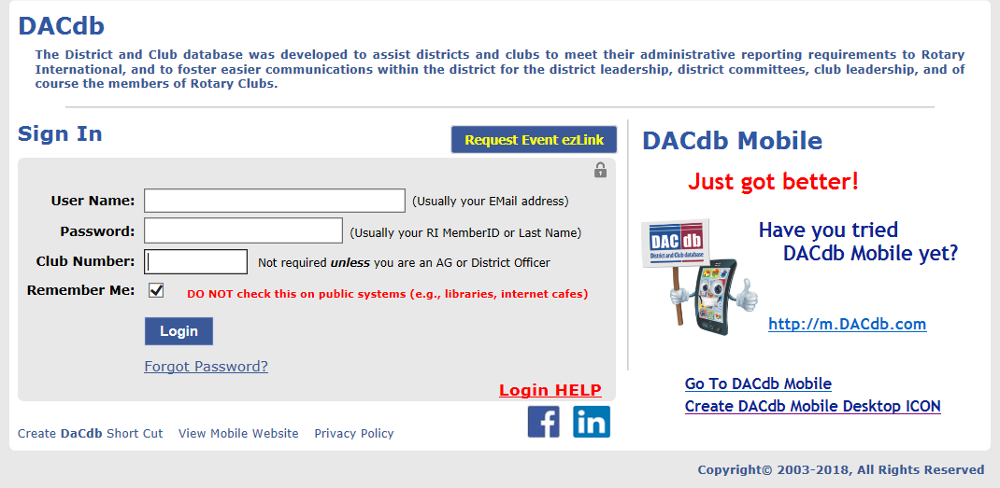 DACdb
The District and Club database was developed to assist districts and clubs to meet their administrative reporting requirements to Rotary
International, and to foster easier communications within the district for the district leadership, district committees, club leadership, and of
course the members of Rotary Clubs.
Sign In
Request Event ezLink
User Name:
(Usually your EMail address)
Password:
(Usually your RI MemberID or Last Name)
Club Number:
Not required unless you are an AG or District Officer
Remember Me:
DO NOT check this on public systems (e.g., libraries, internet cafes)
Login
Forgot Password?
Login HELP
Create DaCdb Short Cut
View Mobile Website
Privacy Policy
DACdb Mobile
Just got better!
DAC db
District and Club database
Have you tried
DACdb Mobile yet?
http://m.DACdb.com
Go To DACdb Mobile
Create DACdb Mobile Desktop ICON
Copyright© 2003-2018, All Rights Reserved